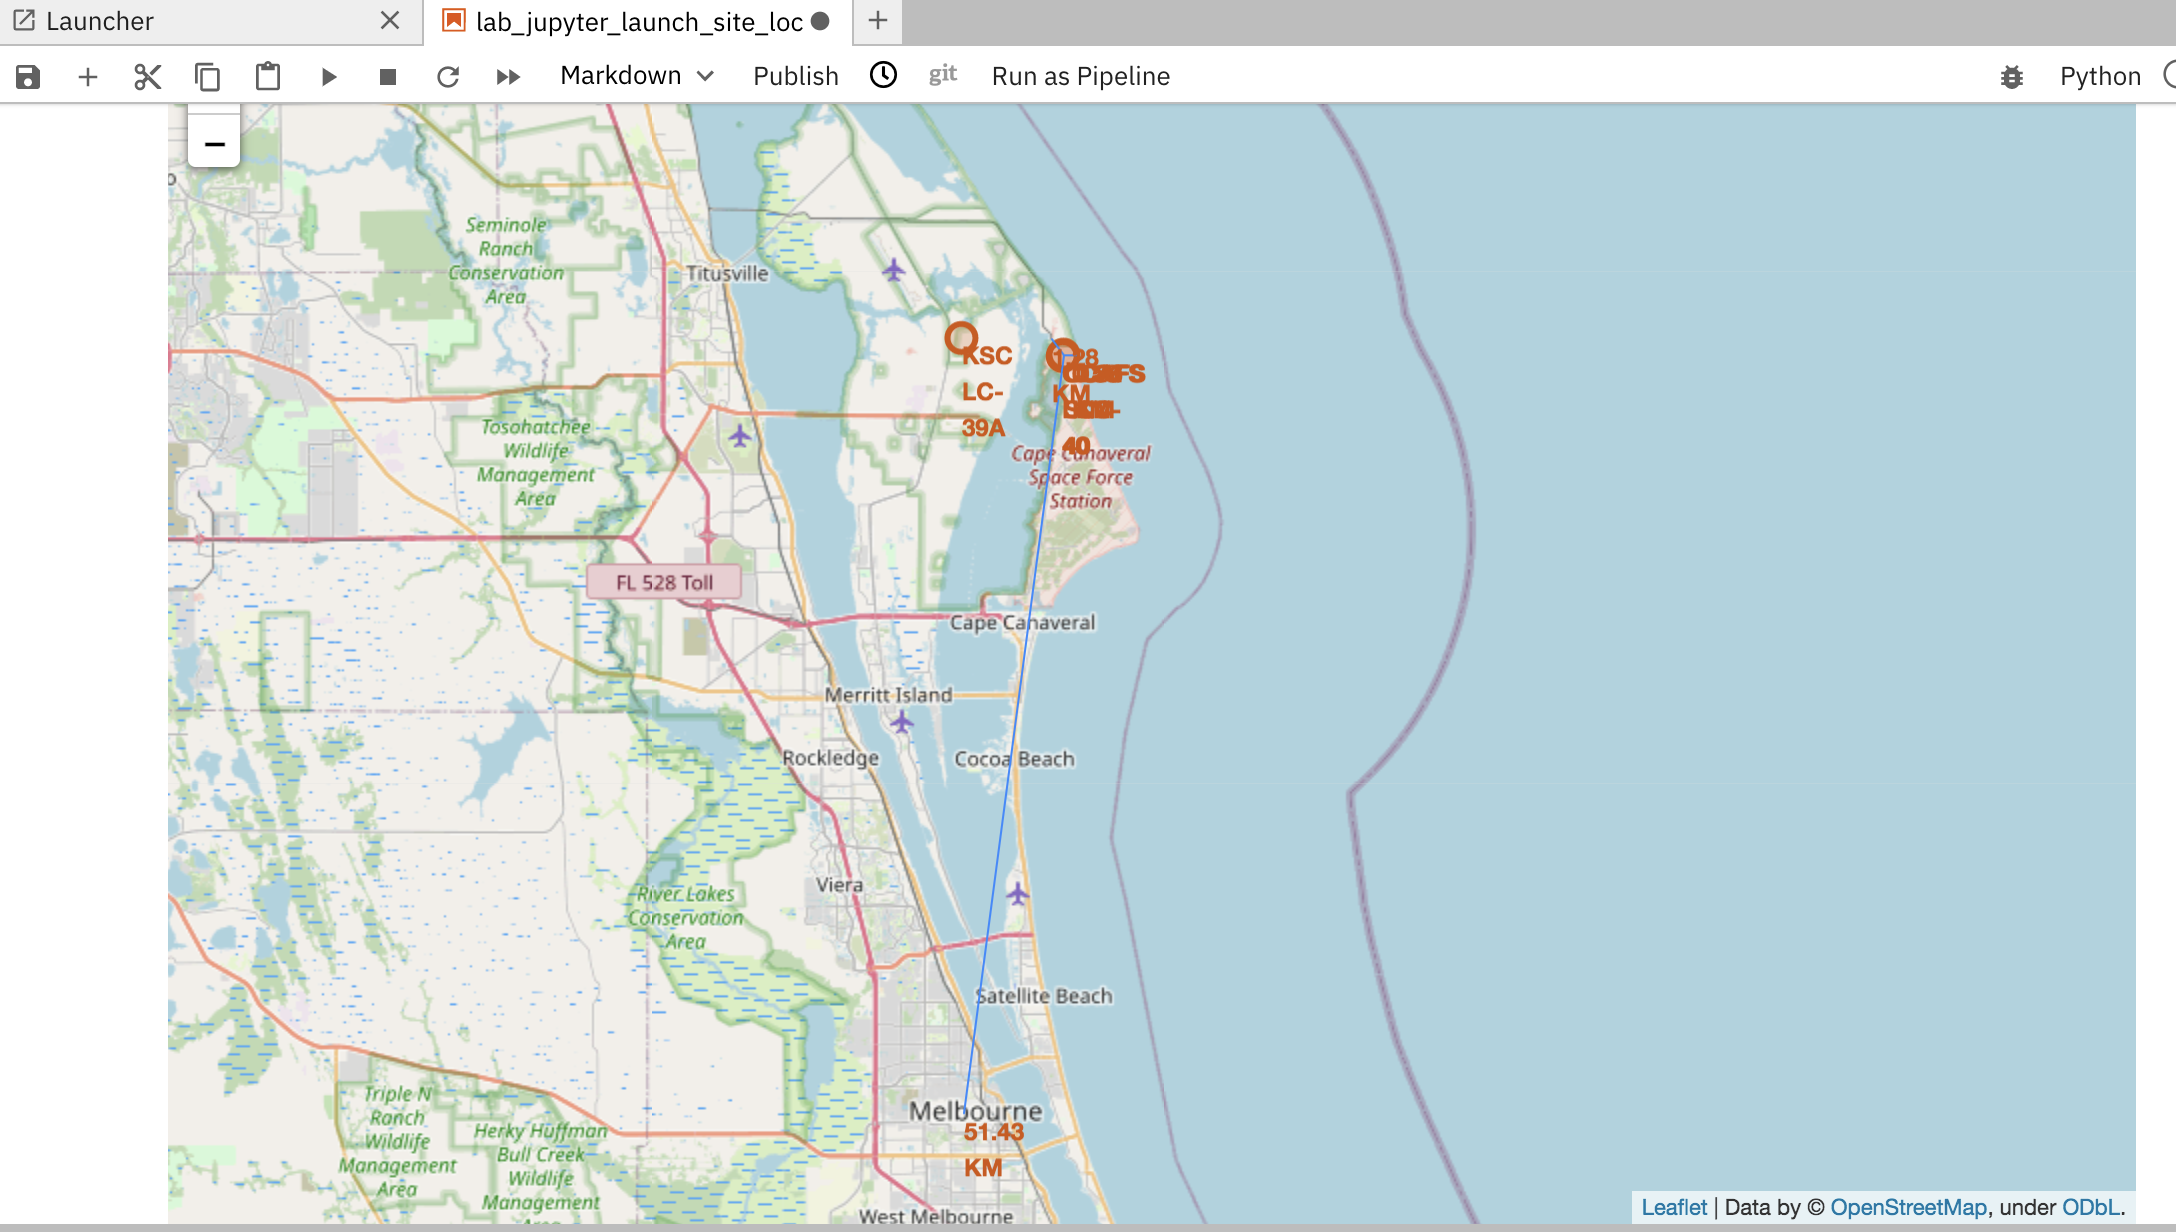 Launcher
lab_jupyter_launch_site_loc
Markdown
Publish
git
Run as Pipeline
Python
Seminole
Ranch
Conservation
Area
Titusville
KSC
LC-
39A
KM
40
Tosohatchee
Wildlife
Management
Area
Cape Canaveral
Space Force
Station
FL 528 Toll
Cape Canaveral
Merritt Island
Rockledge
Cocoa Beach
Viera
River Lakes
Conservation
Area
Satellite Beach
Triple N
Ranch
Wildlife
Management
Area
Herky Huffman
Bull Creek
Wildlife
Management
Melbourne
51.43
KM
West Melbourne
Leaflet | Data by © OpenStreetMap, under ODbL.